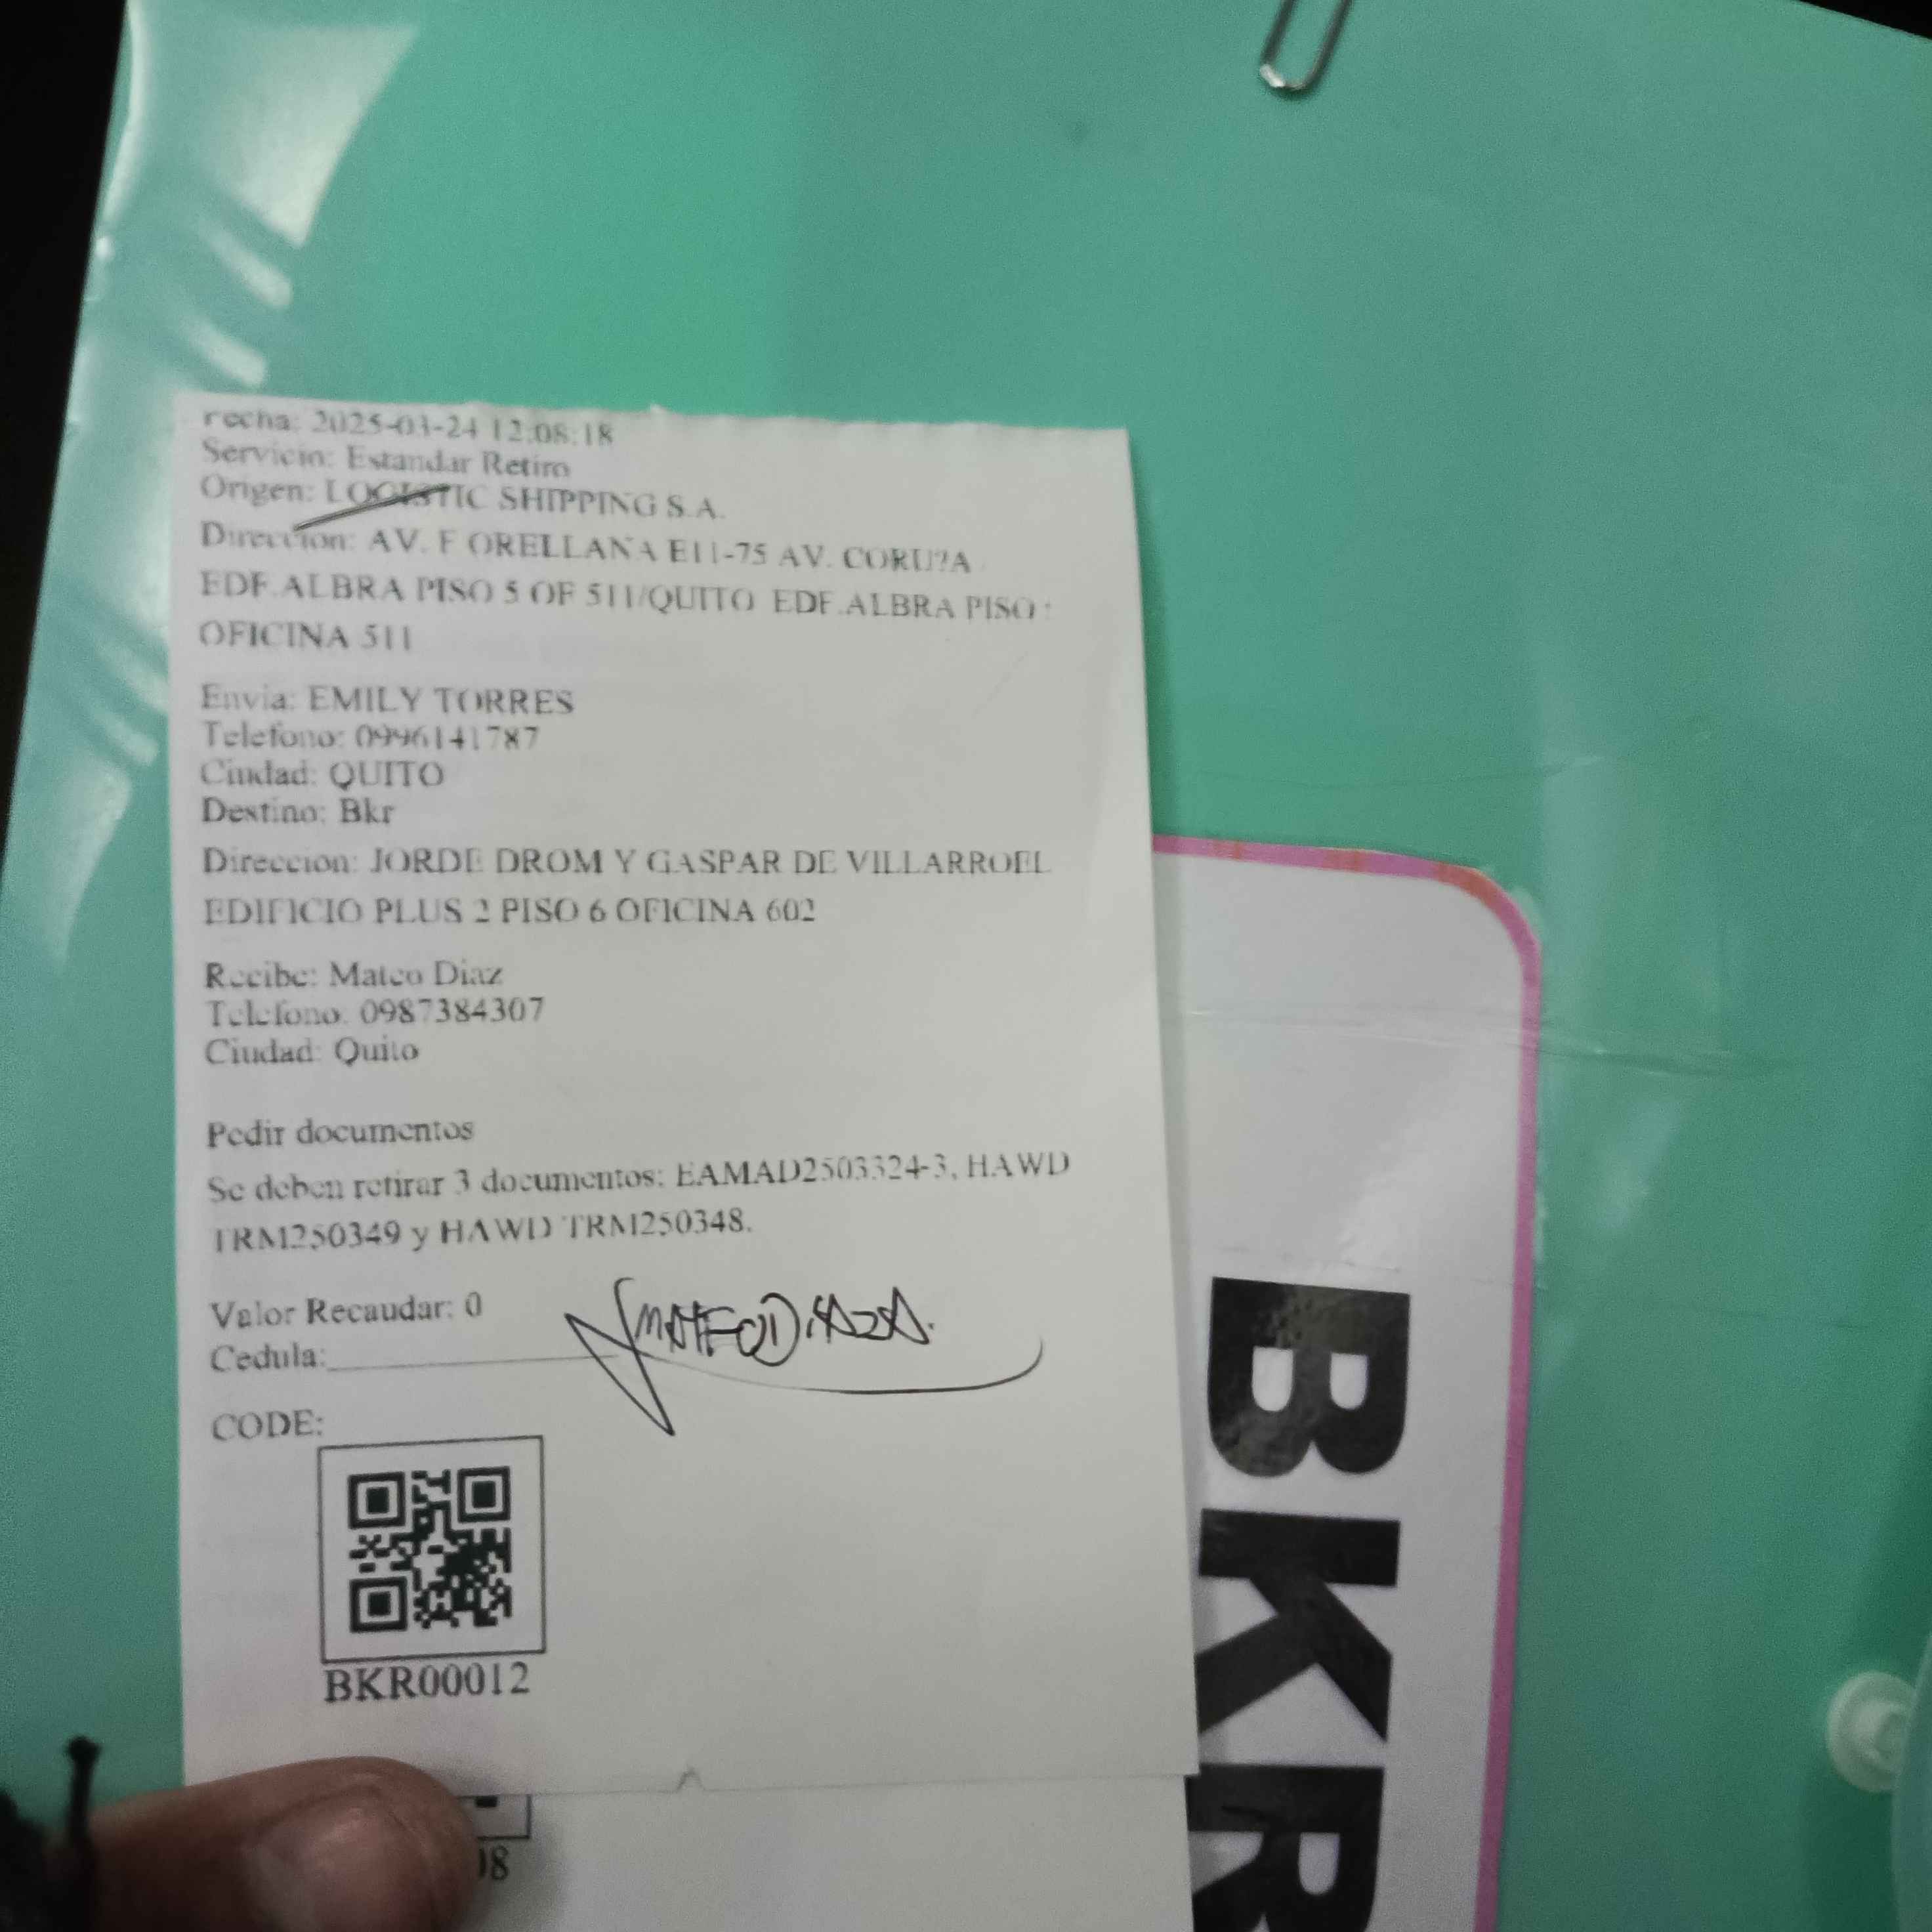 Fecha: 2025-03-24 12:08:18
Servicio: Estandar Retiro
Origen: LOGISTIC SHIPPING S.A.
Direccion: AV. F ORELLANA E11-75 AV. CORU?A
EDF.ALBRA PISO 5 OF 511/QUITO EDF.ALBRA PISO
OFICINA 511
Envia: EMILY TORRES
Telefono: 0996141787
Ciudad: QUITO
Destino: Bkr
Direccion: JORDE DROM Y GASPAR DE VILLARROEL
EDIFICIO PLUS 2 PISO 6 OFICINA 602
Recibe: Mateo Diaz
Telefono: 0987384307
Ciudad: Quito
Pedir documentos
Se deben retirar 3 documentos: EAMAD2503324-3, HAWD
TRM250349 y HAWD TRM250348.
Valor Recaudar: 0
Cedula:
CODE:
BKR00012
08
BKR